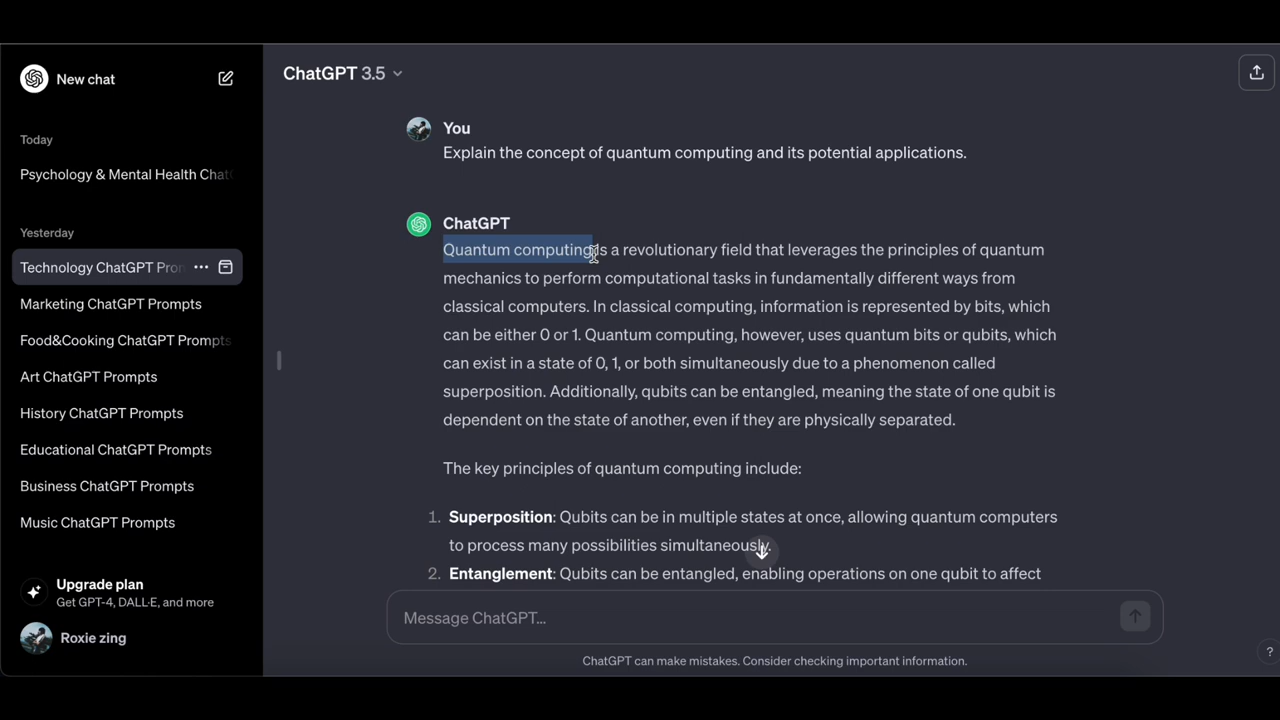 New chat
Today
Psychology & Mental Health Chat
Yesterday
Technology ChatGPT Pro
Marketing ChatGPT Prompts
Food&Cooking ChatGPT Prompts
Art ChatGPT Prompts
History ChatGPT Prompts
Educational ChatGPT Prompts
Business ChatGPT Prompts
Music ChatGPT Prompts
Upgrade plan
Get GPT-4, DALL·E, and more
Roxie zing
ChatGPT 3.5
You
Explain the concept of quantum computing and its potential applications.
ChatGPT
Quantum computing is a revolutionary field that leverages the principles of quantum
mechanics to perform computational tasks in fundamentally different ways from
classical computers. In classical computing, information is represented by bits, which
can be either 0 or 1. Quantum computing, however, uses quantum bits or qubits, which
can exist in a state of 0, 1, or both simultaneously due to a phenomenon called
superposition. Additionally, qubits can be entangled, meaning the state of one qubit is
dependent on the state of another, even if they are physically separated.
The key principles of quantum computing include:
1. Superposition: Qubits can be in multiple states at once, allowing quantum computers
to process many possibilities simultaneously.
2. Entanglement: Qubits can be entangled, enabling operations on one qubit to affect
Message ChatGPT...
ChatGPT can make mistakes. Consider checking important information.
?